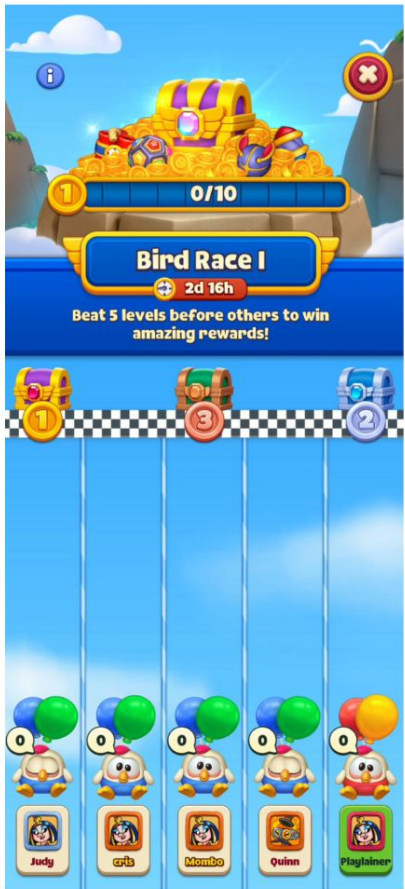 i
1
0/10
Bird Race I
2d 16h
Beat 5 levels before others to win
amazing rewards!
1
3
2
0
0
0
0
0
Judy
cris
Mombo
Quinn
Playlainer